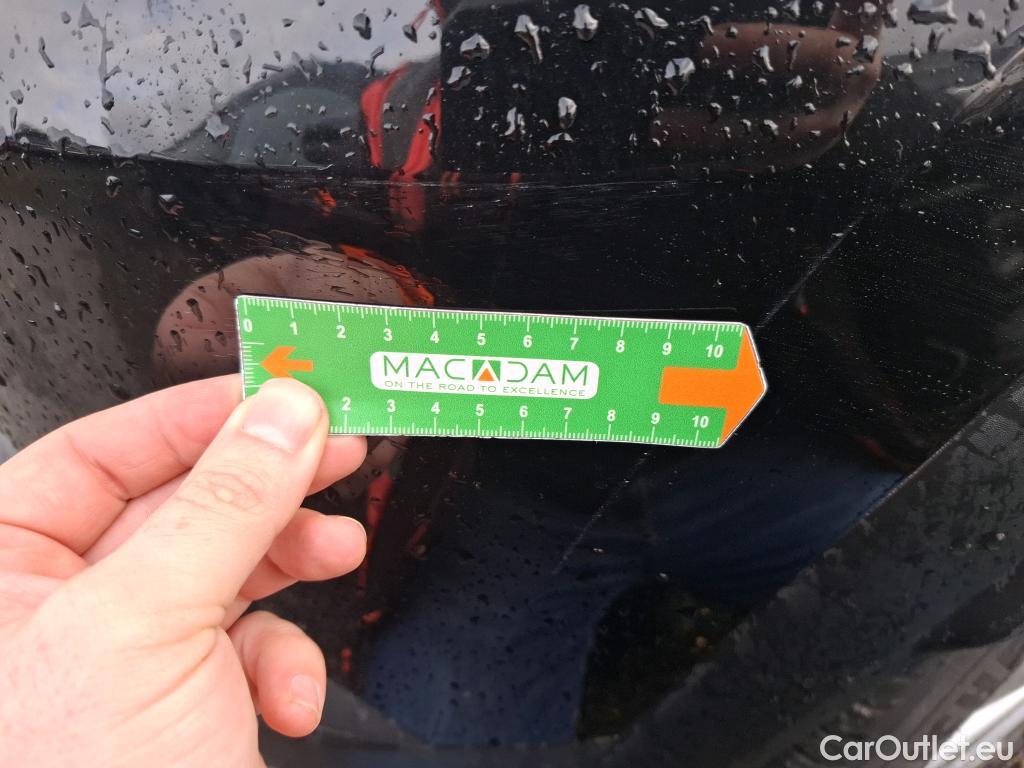 0 1 2 3 4 5 6 7 8 9 10
MACADAM
ON THE ROAD TO EXCELLENCE
2 3 4 5 6 7 8 9 10
CarOutlet.eu